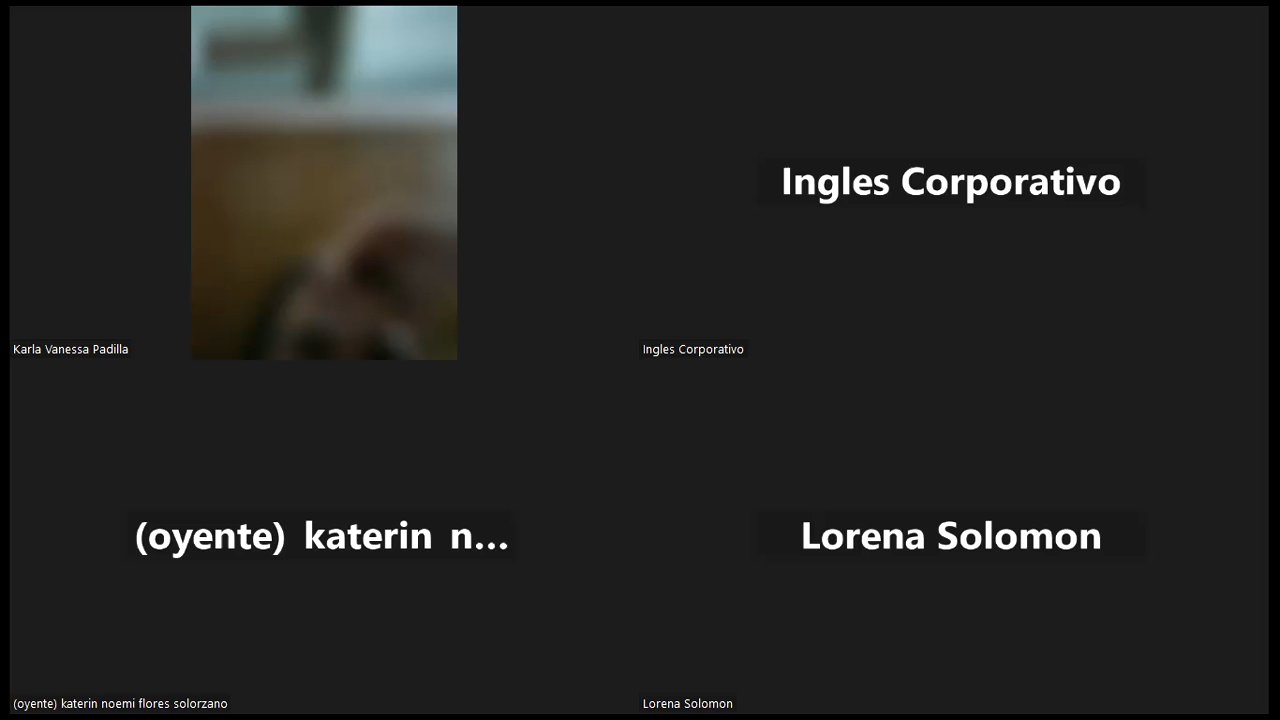 Karla Vanessa Padilla
Ingles Corporativo
Ingles Corporativo
(oyente) katerin n...
(oyente) katerin noemi flores solorzano
Lorena Solomon
Lorena Solomon